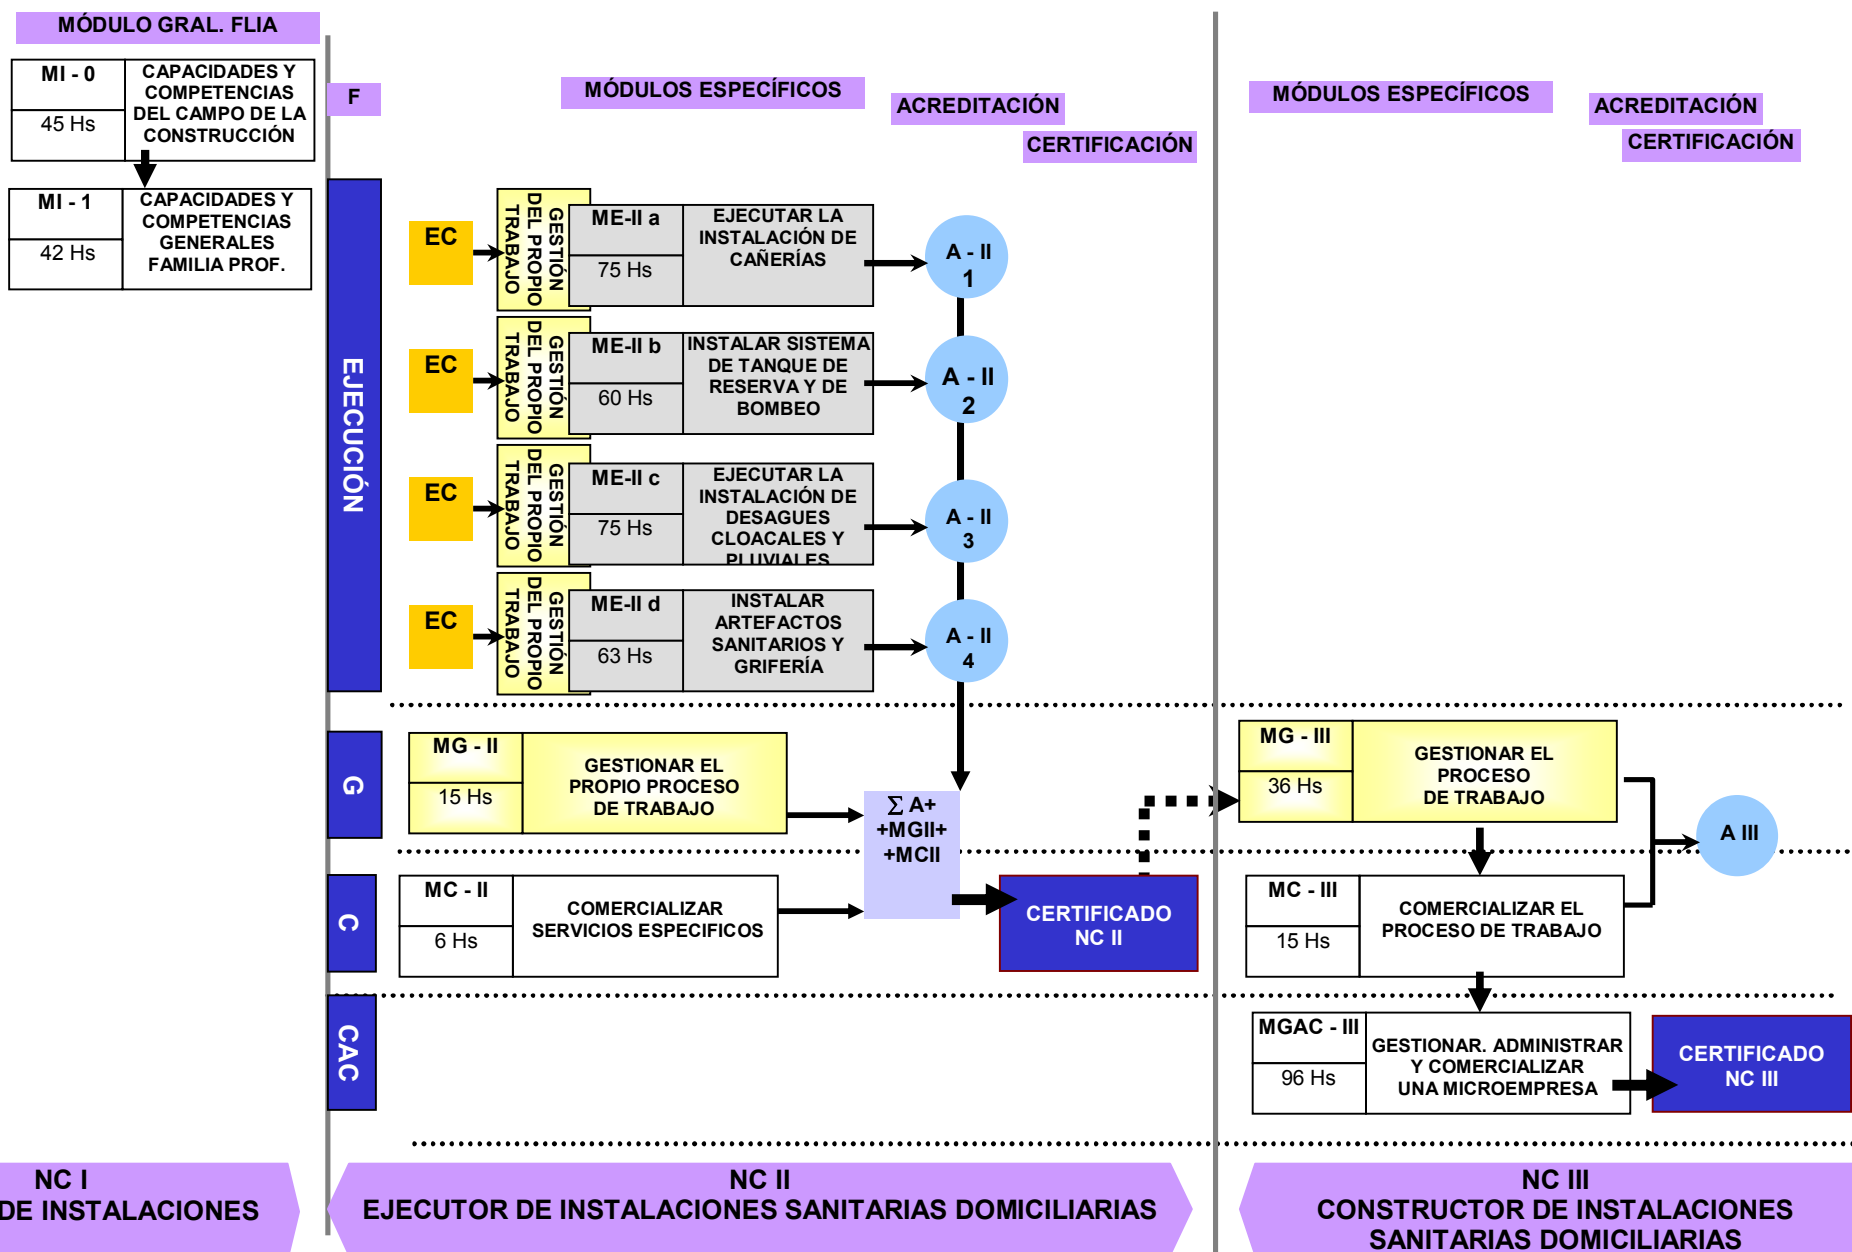 MÓDULO GRAL. FLIA
MI - 0
45 Hs
CAPACIDADES Y
COMPETENCIAS
DEL CAMPO DE LA
CONSTRUCCIÓN
MI - 1
42 Hs
CAPACIDADES Y
COMPETENCIAS
GENERALES
FAMILIA PROF.
F
MÓDULOS ESPECÍFICOS
ACREDITACIÓN
CERTIFICACIÓN
MÓDULOS ESPECÍFICOS
ACREDITACIÓN
CERTIFICACIÓN
EJECUCIÓN
EC
GESTIÓN
DEL PROPIO
TRABAJO
ME-II a
75 Hs
EJECUTAR LA
INSTALACIÓN DE
CAÑERÍAS
A - II
1
EC
GESTIÓN
DEL PROPIO
TRABAJO
ME-II b
60 Hs
INSTALAR SISTEMA
DE TANQUE DE
RESERVA Y DE
BOMBEO
A - II
2
EC
GESTIÓN
DEL PROPIO
TRABAJO
ME-II c
75 Hs
EJECUTAR LA
INSTALACIÓN DE
DESAGUES
CLOACALES Y
PLUVIALES
A - II
3
EC
GESTIÓN
DEL PROPIO
TRABAJO
ME-II d
63 Hs
INSTALAR
ARTEFACTOS
SANITARIOS Y
GRIFERÍA
A - II
4
G
MG - II
15 Hs
GESTIONAR EL
PROPIO PROCESO
DE TRABAJO
∑ A+
+MGII+
+MCII
MG - III
36 Hs
GESTIONAR EL
PROCESO
DE TRABAJO
A III
C
MC - II
6 Hs
COMERCIALIZAR
SERVICIOS ESPECIFICOS
CERTIFICADO
NC II
MC - III
15 Hs
COMERCIALIZAR EL
PROCESO DE TRABAJO
CAC
MGAC - III
96 Hs
GESTIONAR. ADMINISTRAR
Y COMERCIALIZAR
UNA MICROEMPRESA
CERTIFICADO
NC III
NC I
DE INSTALACIONES
NC II
EJECUTOR DE INSTALACIONES SANITARIAS DOMICILIARIAS
NC III
CONSTRUCTOR DE INSTALACIONES
SANITARIAS DOMICILIARIAS